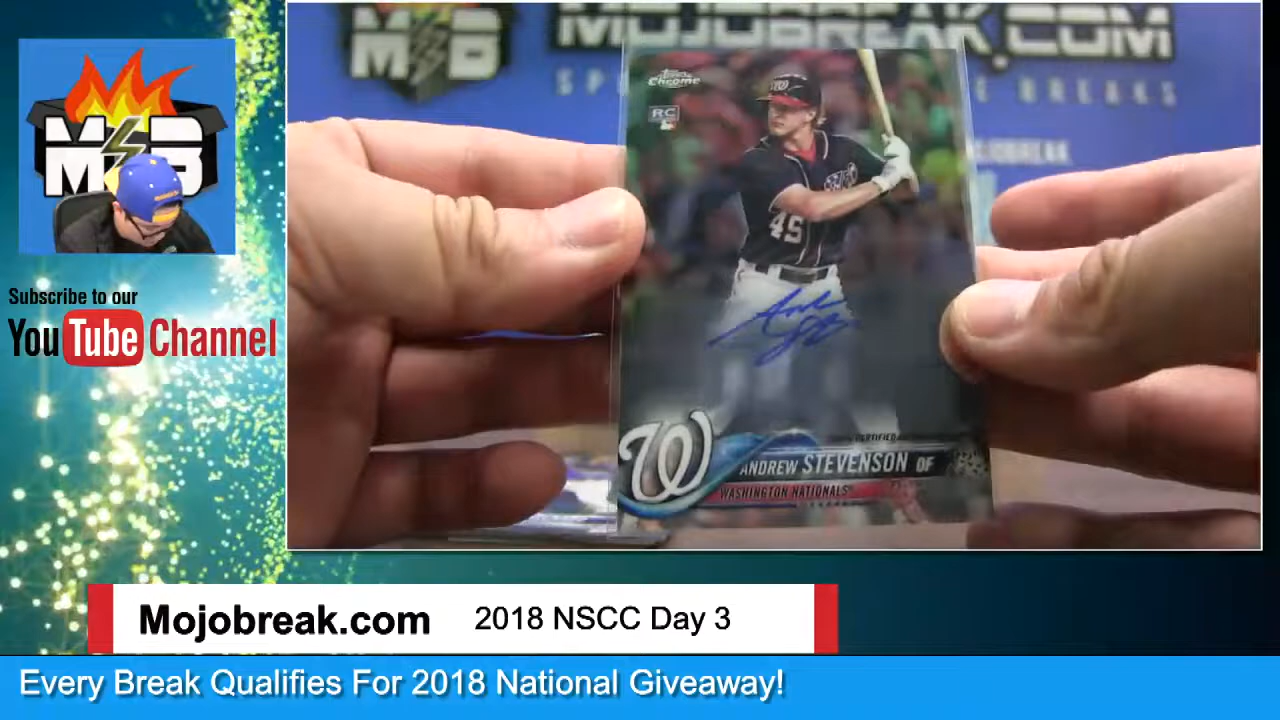 MOJOBREAK.COM
MB
Topps
Chrome
RC
W
45
W
ANDREW STEVENSON OF
WASHINGTON NATIONALS
Subscribe to our
YouTube Channel
Mojobreak.com
2018 NSCC Day 3
Every Break Qualifies For 2018 National Giveaway!